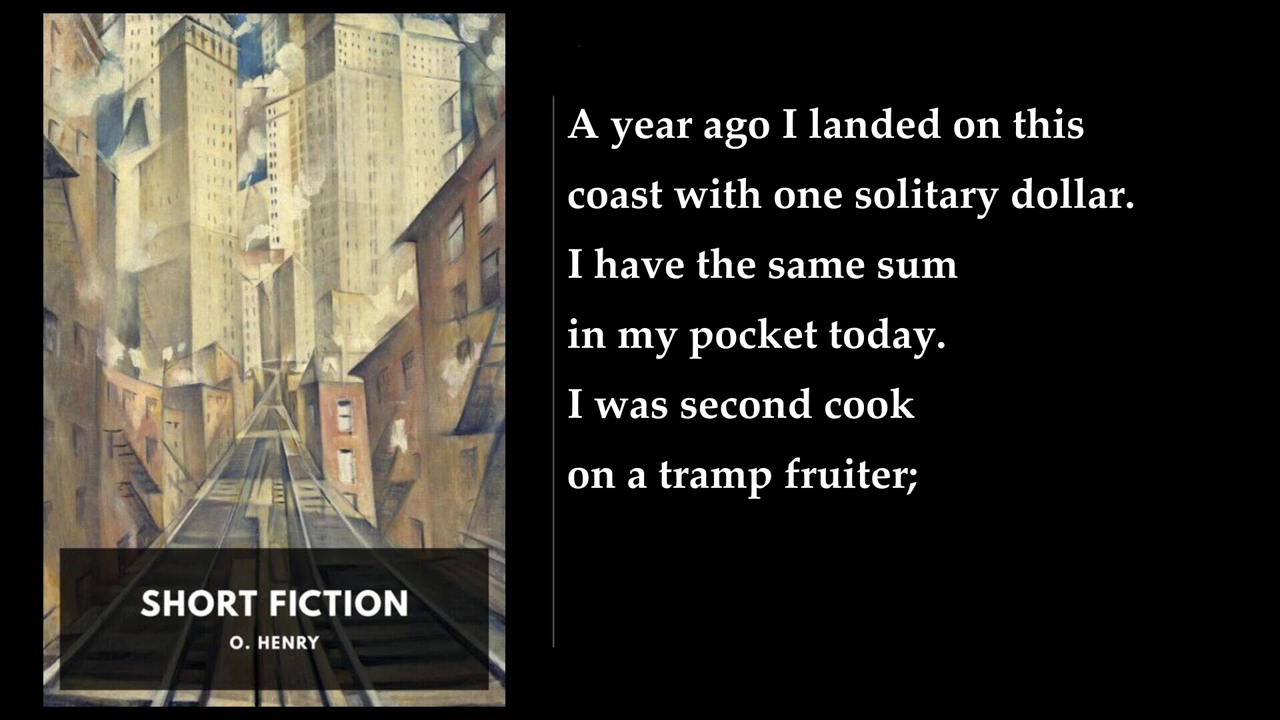 A year ago I landed on this
coast with one solitary dollar.
I have the same sum
in my pocket today.
I was second cook
on a tramp fruiter;
SHORT FICTION
O. HENRY